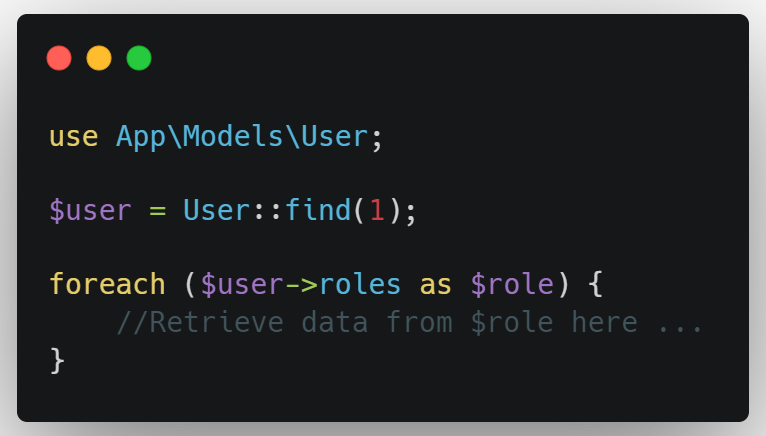 use App\Models\User;
$user = User::find(1);
foreach ($user->roles as $role) {
    //Retrieve data from $role here ...
}